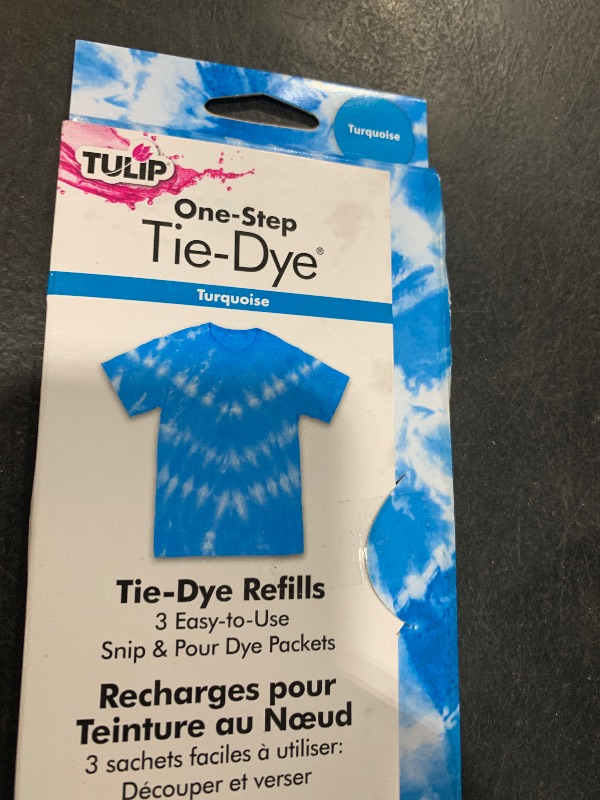 Turquoise
TULIP
One-Step
Tie-Dye®
Turquoise
Tie-Dye Refills
3 Easy-to-Use
Snip & Pour Dye Packets
Recharges pour
Teinture au Nœud
3 sachets faciles à utiliser:
Découper et verser